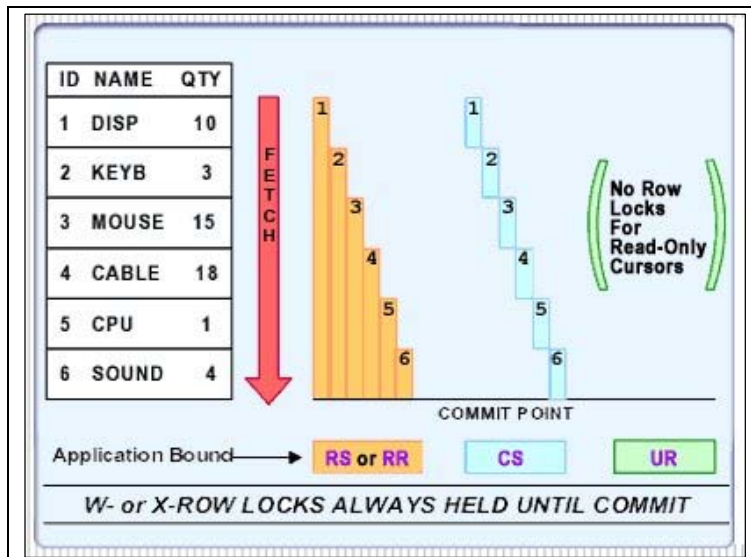 ID NAME QTY
1 DISP 10
2 KEYB 3
3 MOUSE 15
4 CABLE 18
5 CPU 1
6 SOUND 4
FETCH
1
2
3
4
5
6
1
2
3
4
5
6
No Row
Locks
For
Read-Only
Cursors
COMMIT POINT
Application Bound
RS or RR
CS
UR
W- or X-ROW LOCKS ALWAYS HELD UNTIL COMMIT